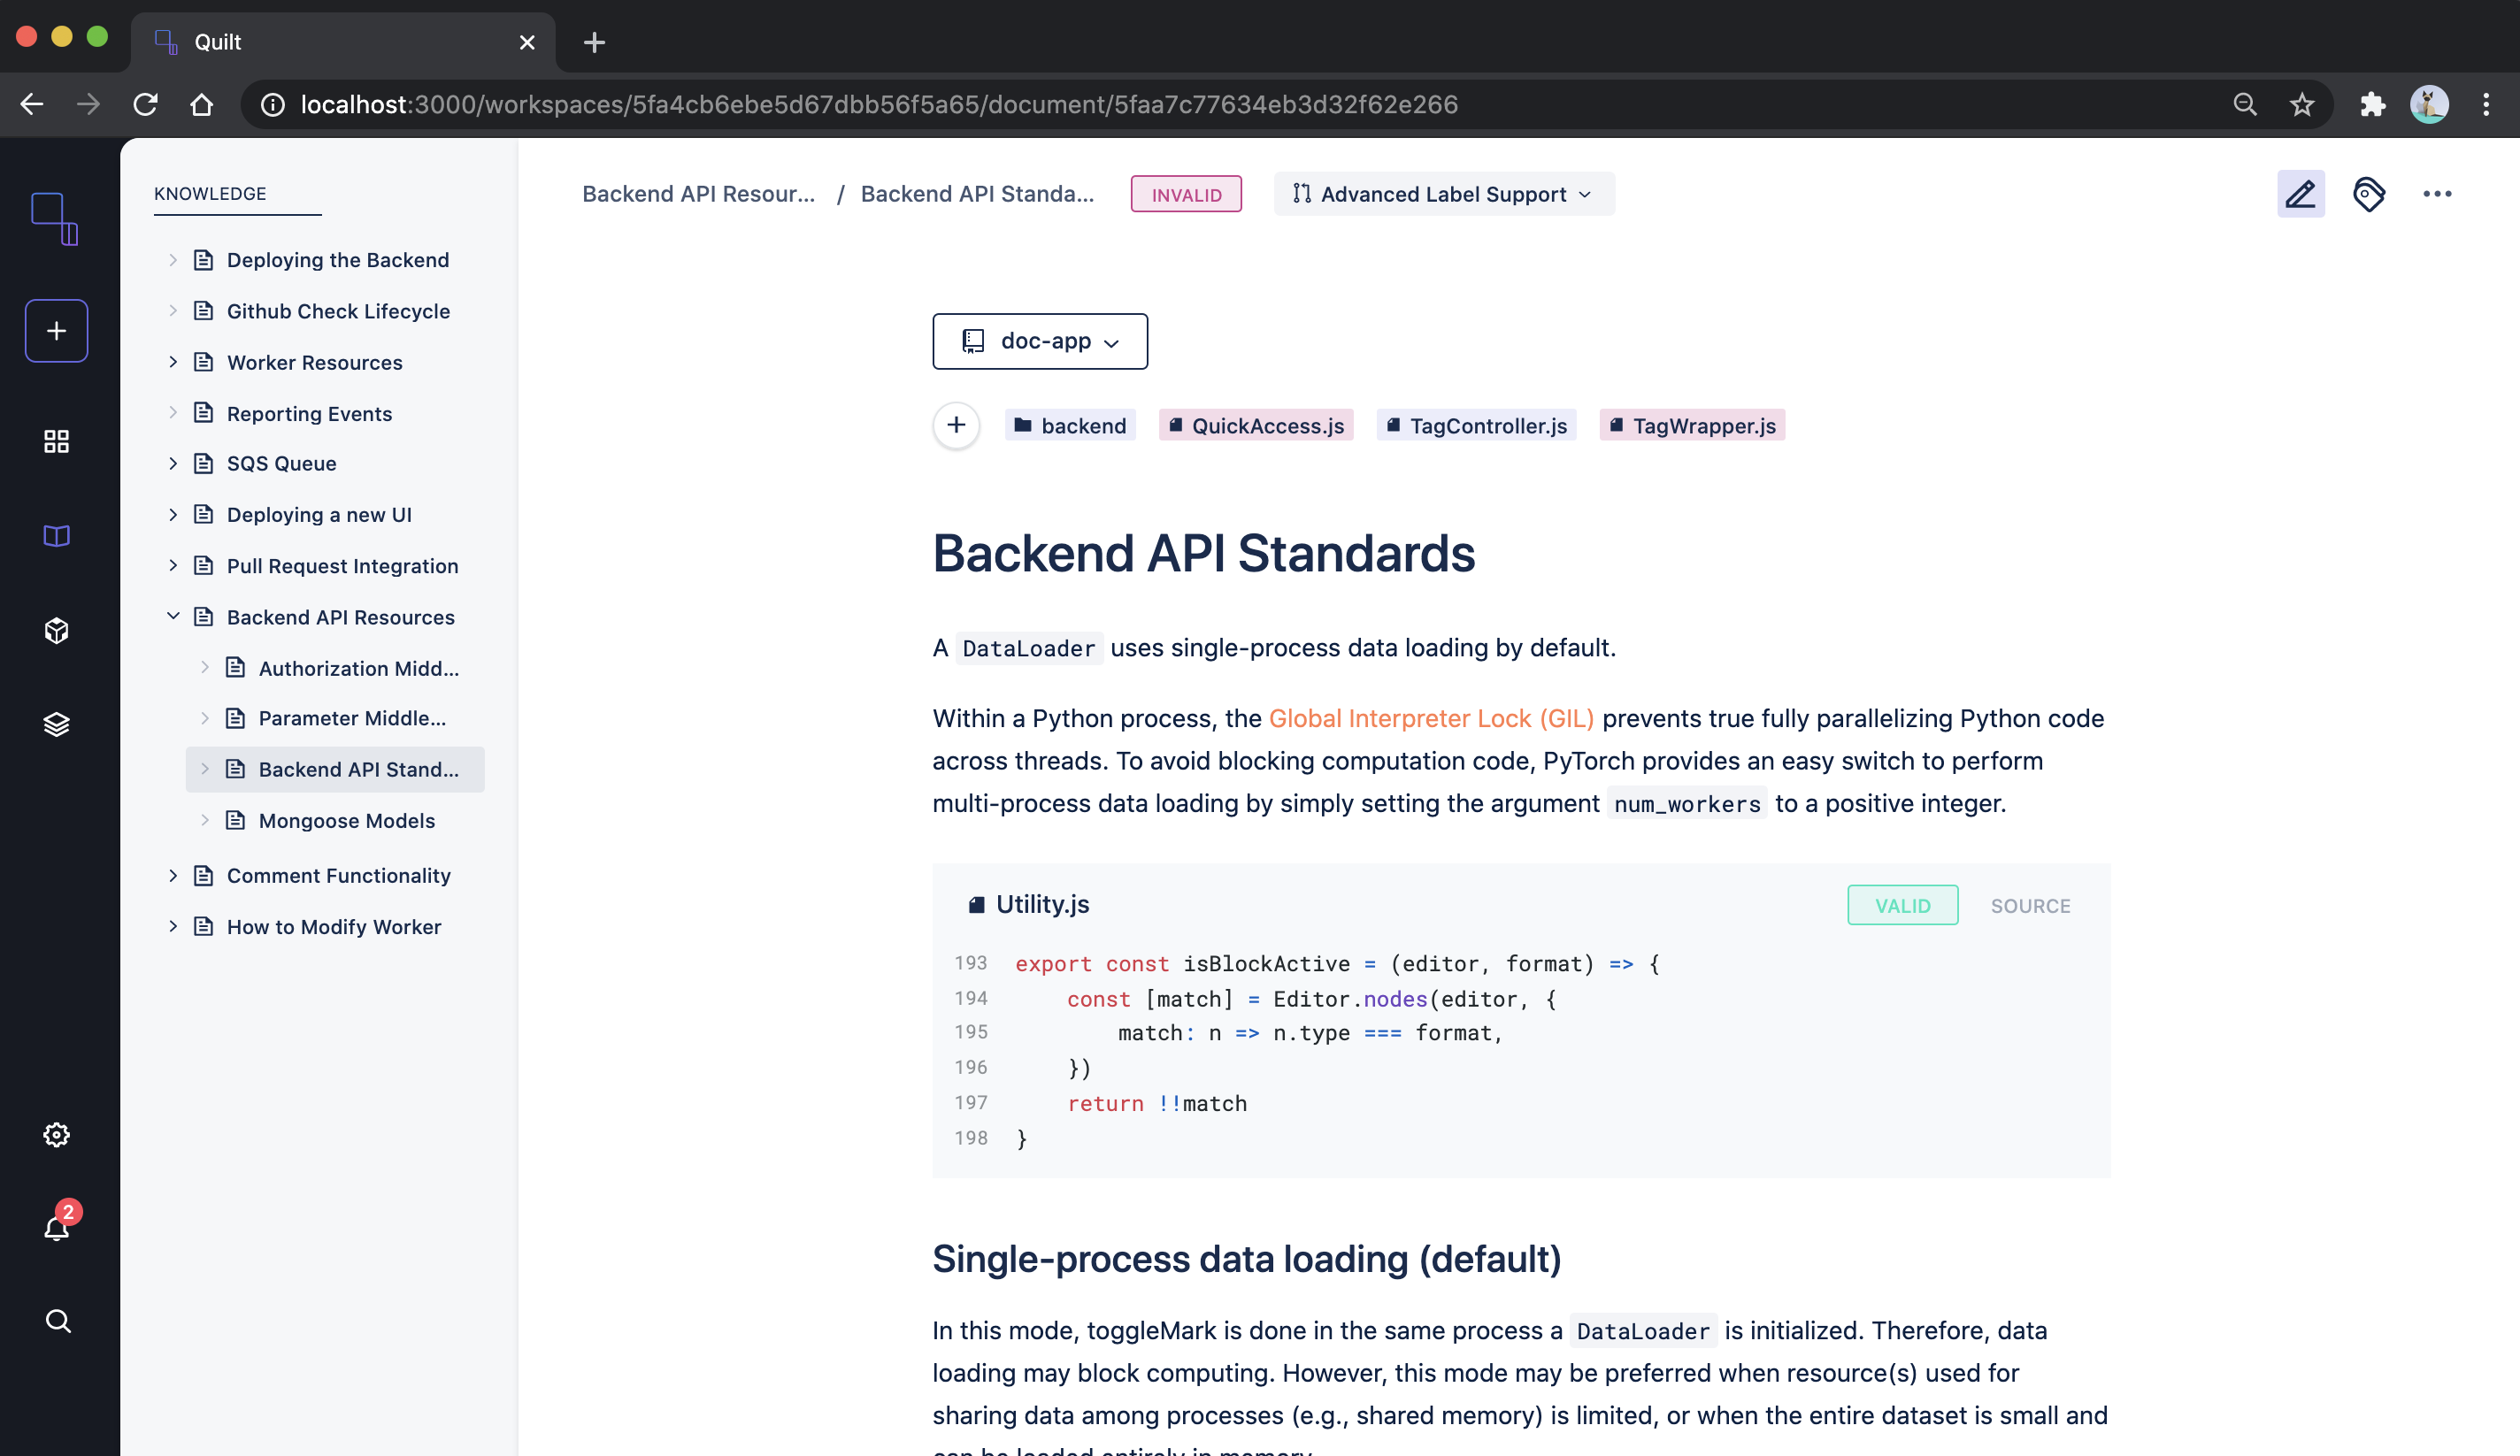 Quilt
localhost:3000/workspaces/5fa4cb6ebe5d67dbb56f5a65/document/5faa7c77634eb3d32f62e266
KNOWLEDGE
Deploying the Backend
Github Check Lifecycle
Worker Resources
Reporting Events
SQS Queue
Deploying a new UI
Pull Request Integration
Backend API Resources
Authorization Midd...
Parameter Middle...
Backend API Stand...
Mongoose Models
Comment Functionality
How to Modify Worker
2
Backend API Resour... / Backend API Standa... INVALID Advanced Label Support
doc-app
backend QuickAccess.js TagController.js TagWrapper.js
Backend API Standards
A DataLoader uses single-process data loading by default.
Within a Python process, the Global Interpreter Lock (GIL) prevents true fully parallelizing Python code
across threads. To avoid blocking computation code, PyTorch provides an easy switch to perform
multi-process data loading by simply setting the argument num_workers to a positive integer.
Utility.js VALID SOURCE
193 export const isBlockActive = (editor, format) => {
194     const [match] = Editor.nodes(editor, {
195         match: n => n.type === format,
196     })
197     return !!match
198 }
Single-process data loading (default)
In this mode, toggleMark is done in the same process a DataLoader is initialized. Therefore, data
loading may block computing. However, this mode may be preferred when resource(s) used for
sharing data among processes (e.g., shared memory) is limited, or when the entire dataset is small and
can be loaded entirely in memory.